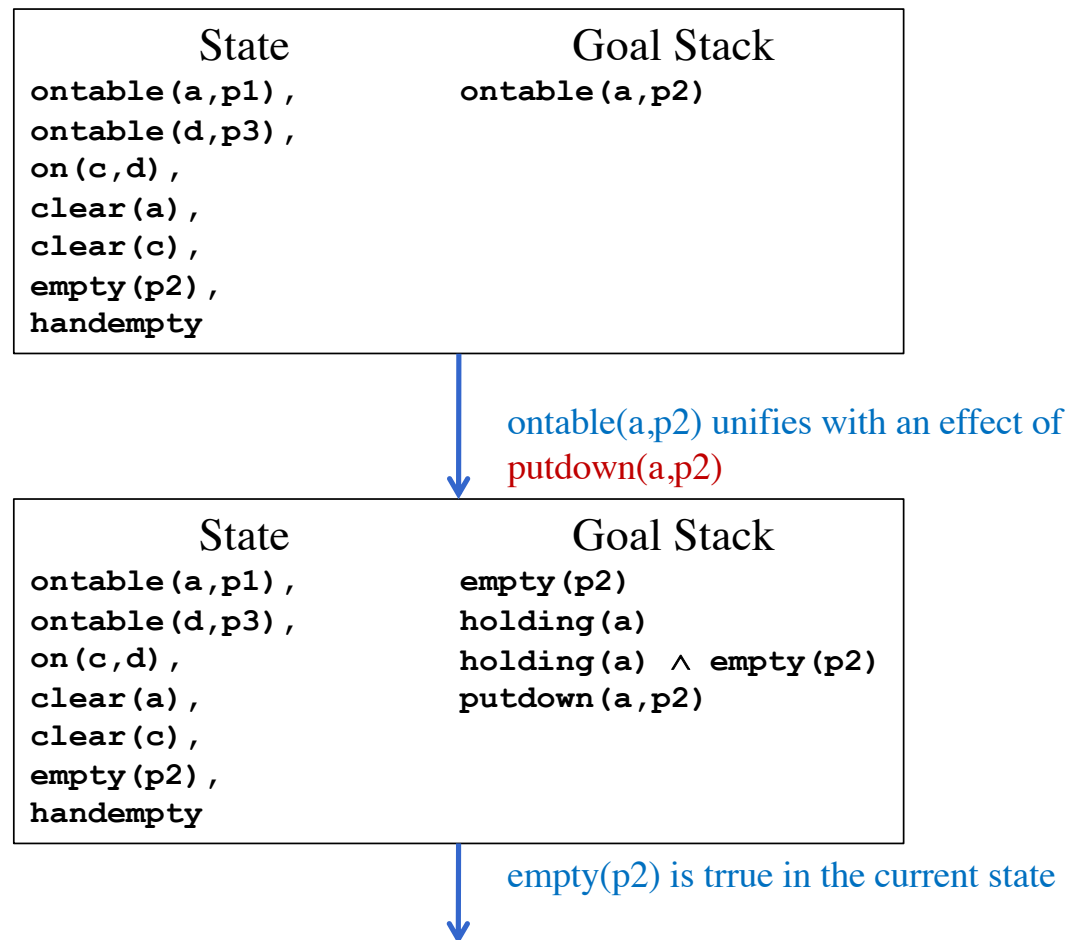 State
Goal Stack
ontable(a,p1),
ontable(a,p2)
ontable(d,p3),
on(c,d),
clear(a),
clear(c),
empty(p2),
handempty
ontable(a,p2) unifies with an effect of
putdown(a,p2)
State
Goal Stack
ontable(a,p1),
empty(p2)
ontable(d,p3),
holding(a)
on(c,d),
holding(a) ∧ empty(p2)
clear(a),
putdown(a,p2)
clear(c),
empty(p2),
handempty
empty(p2) is trrue in the current state